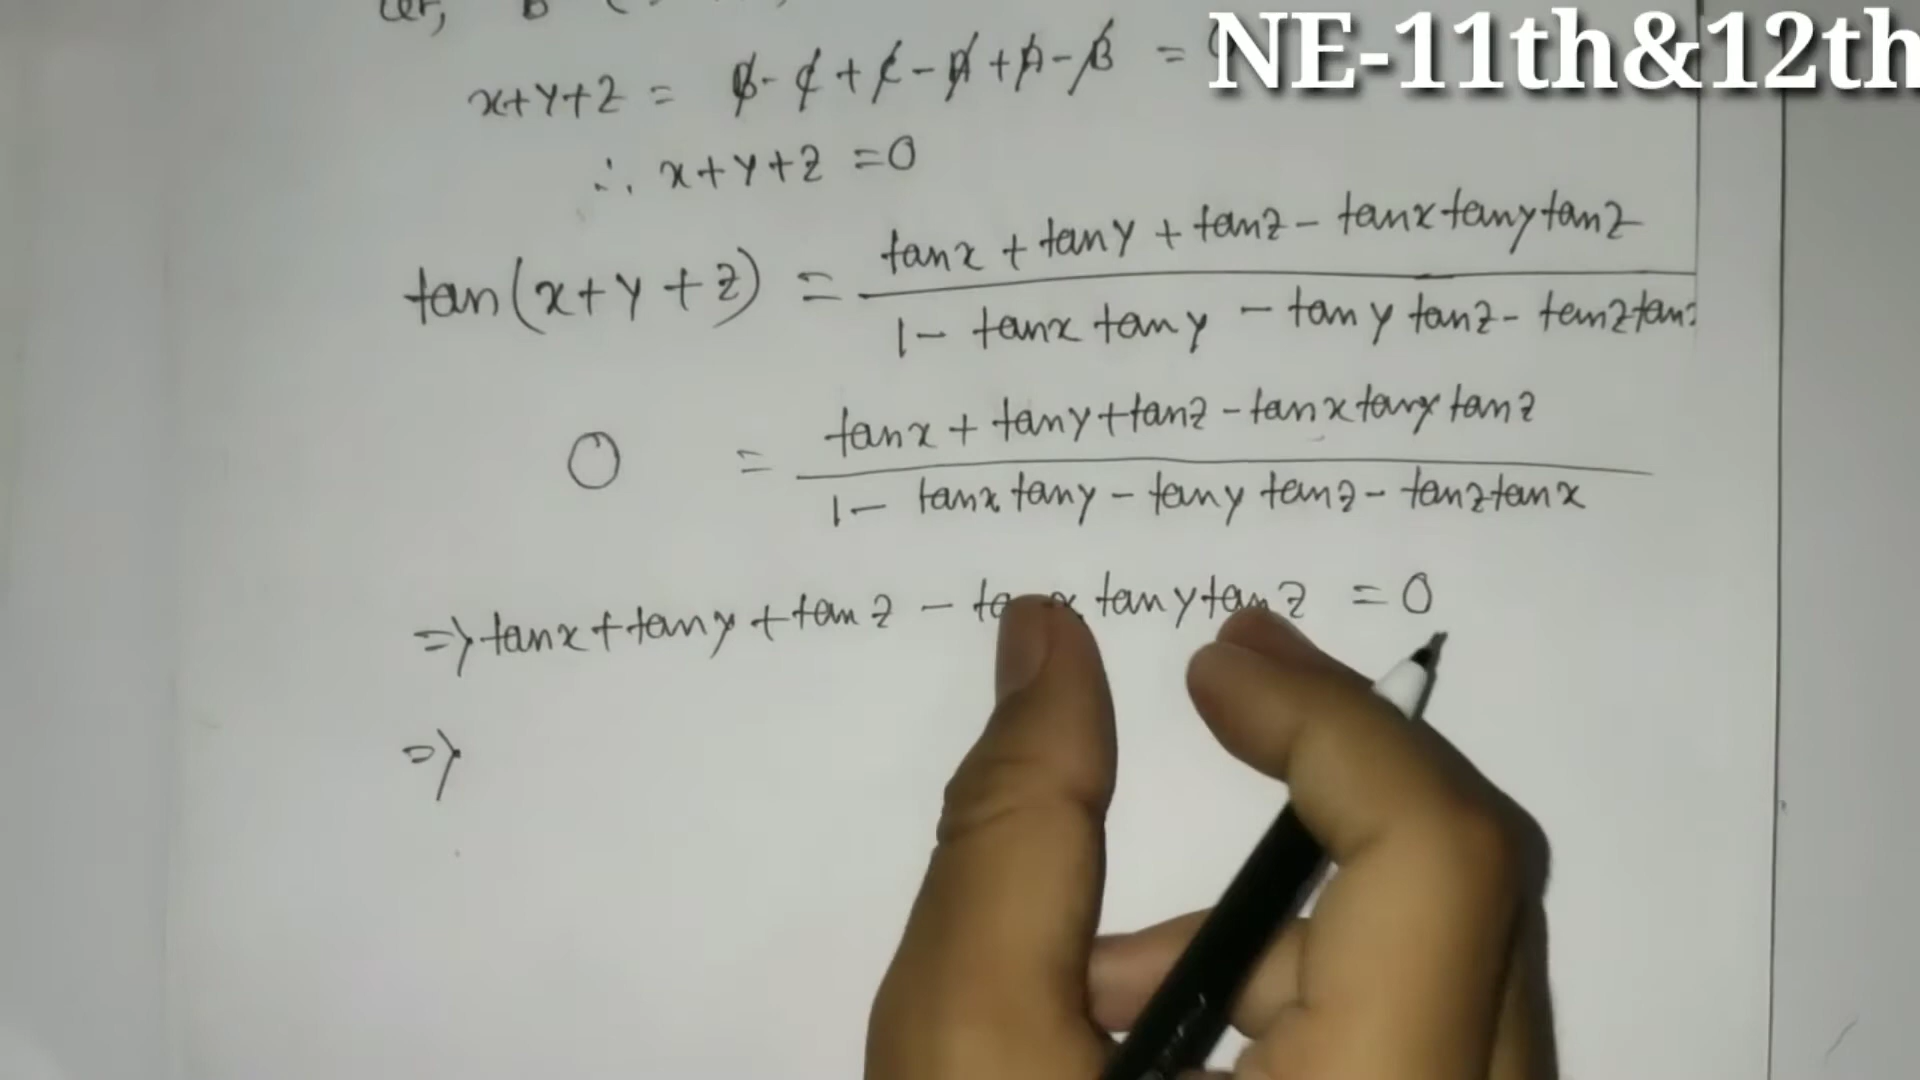 NE-11th&12th
x+y+z = B-C+C-A+A-B =
∴ x+y+z =0
tan(x+y+z) = tanx + tany + tanz - tanx tany tanz / 1- tanx tany - tany tanz - tanz tan
0 = tanx + tany + tanz - tanx tany tanz / 1- tanx tany - tany tanz - tanz tanx
=> tanx + tany + tanz - tanx tany tanz = 0
=>